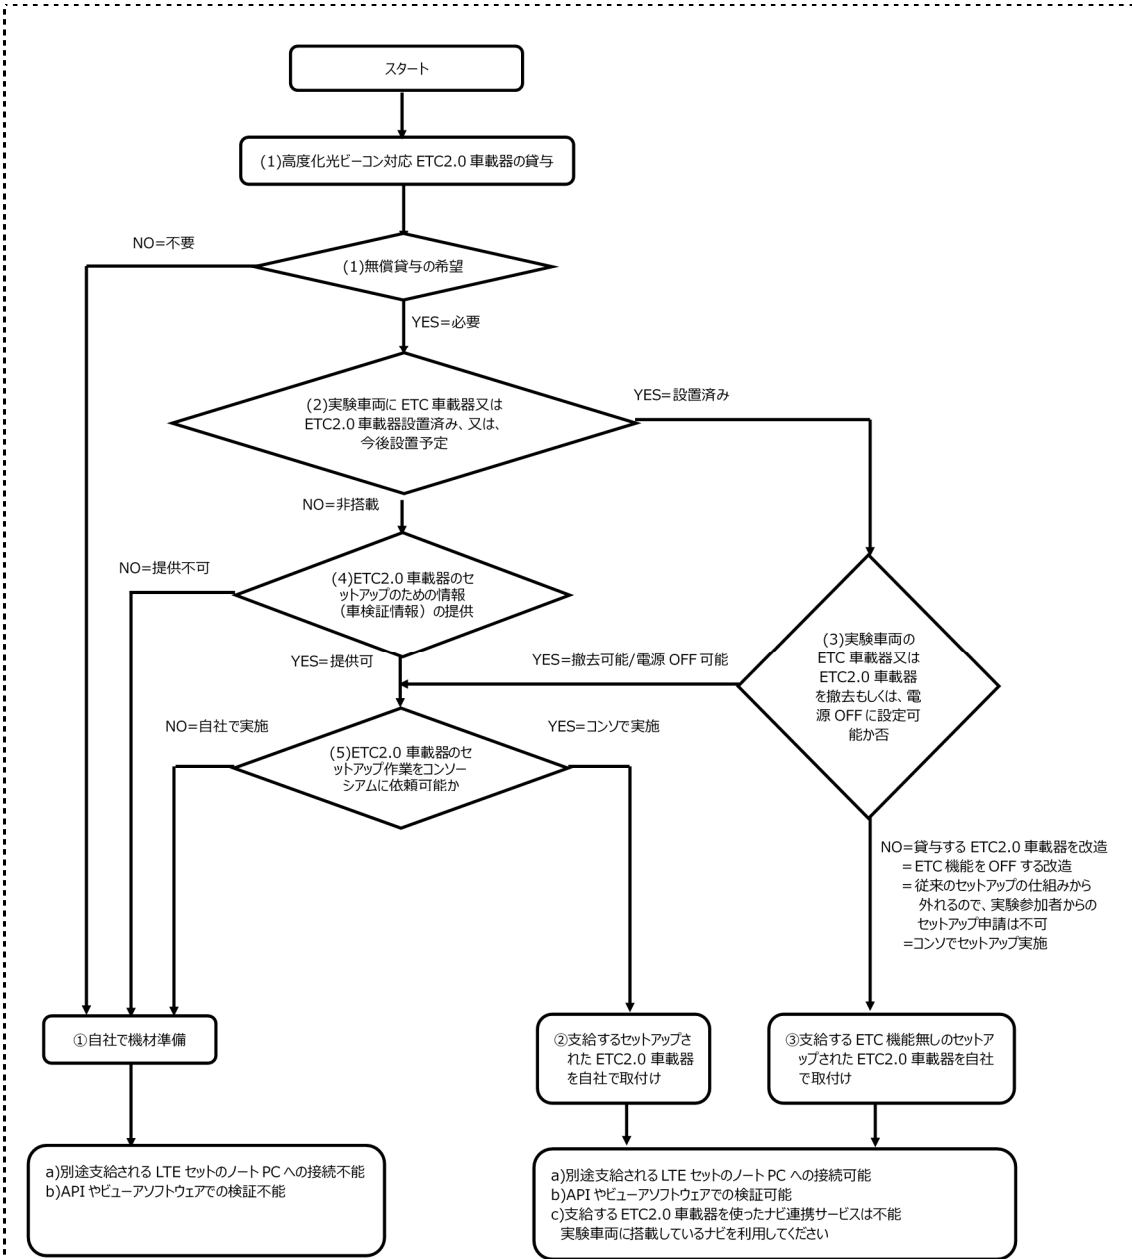 スタート
(1)高度化光ビーコン対応 ETC2.0 車載器の貸与
NO=不要
(1)無償貸与の希望
YES=必要
(2)実験車両に ETC 車載器又は
ETC2.0 車載器設置済み、又は、
今後設置予定
YES=設置済み
NO=非搭載
NO=提供不可
(4)ETC2.0 車載器のセ
ットアップのための情報
（車検証情報）の提供
YES=提供可
YES=撤去可能/電源 OFF 可能
(3)実験車両の
ETC 車載器又は
ETC2.0 車載器
を撤去もしくは、電
源 OFF に設定可
能か否
NO=自社で実施
YES=コンソで実施
(5)ETC2.0 車載器のセ
ットアップ作業をコンソー
シアムに依頼可能か
NO=貸与する ETC2.0 車載器を改造
= ETC 機能を OFF する改造
= 従来のセットアップの仕組みから
外れるので、実験参加者からの
セットアップ申請は不可
=コンソでセットアップ実施
①自社で機材準備
②支給するセットアップさ
れた ETC2.0 車載器
を自社で取付け
③支給する ETC 機能無しのセットア
ップされた ETC2.0 車載器を自社
で取付け
a)別途支給される LTE セットのノート PC への接続不能
b)API やビューアソフトウェアでの検証不能
a)別途支給される LTE セットのノート PC への接続可能
b)API やビューアソフトウェアでの検証可能
c)支給する ETC2.0 車載器を使ったナビ連携サービスは不能
実験車両に搭載しているナビを利用してください